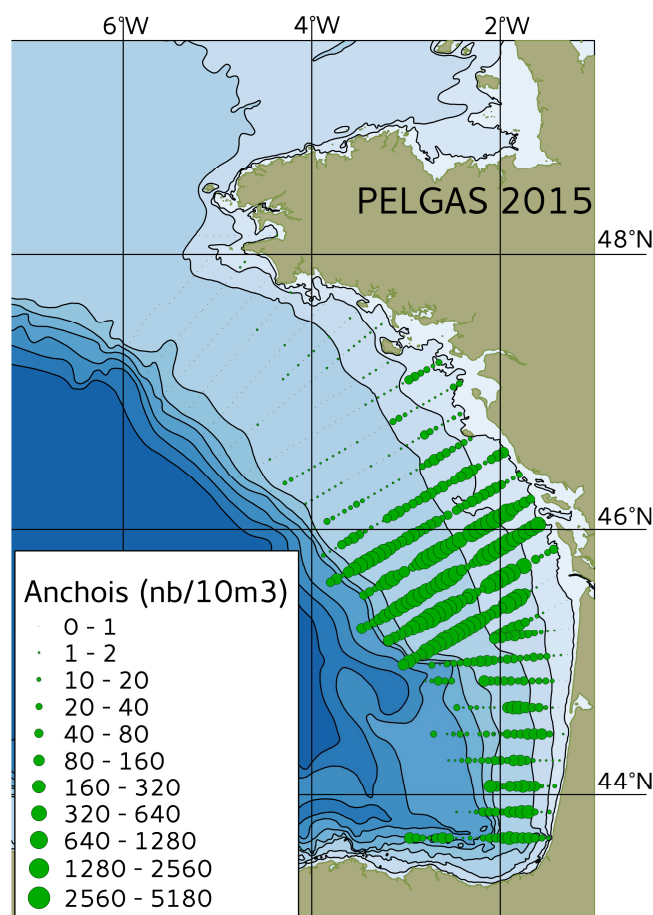 6°W 4°W 2°W
PELGAS 2015
48°N
46°N
Anchois (nb/10m3)
0 - 1
1 - 2
10 - 20
20 - 40
40 - 80
80 - 160
160 - 320
320 - 640
640 - 1280
1280 - 2560
2560 - 5180
44°N